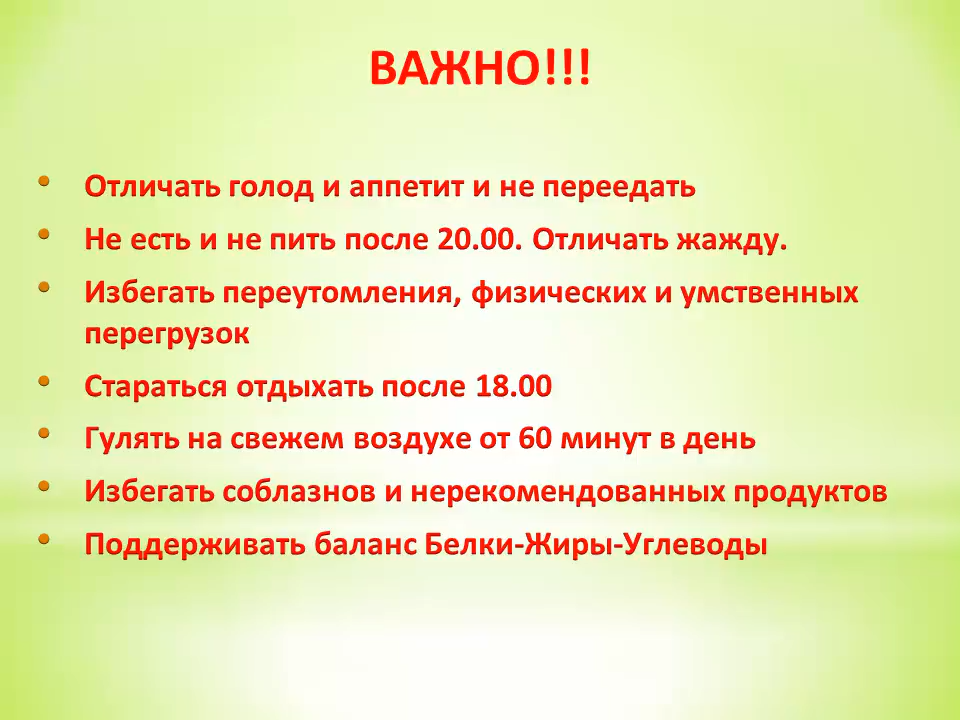 ВАЖНО!!!
• Отличать голод и аппетит и не переедать
• Не есть и не пить после 20.00. Отличать жажду.
• Избегать переутомления, физических и умственных
перегрузок
• Стараться отдыхать после 18.00
• Гулять на свежем воздухе от 60 минут в день
• Избегать соблазнов и нерекомендованных продуктов
• Поддерживать баланс Белки-Жиры-Углеводы